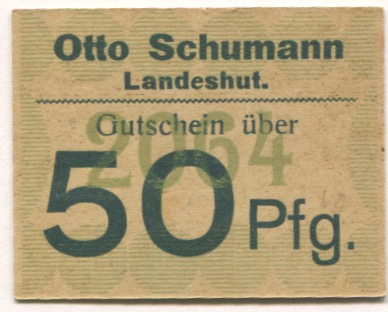 Otto Schumann
Landeshut.
Gutschein über
2064
50 Pfg.